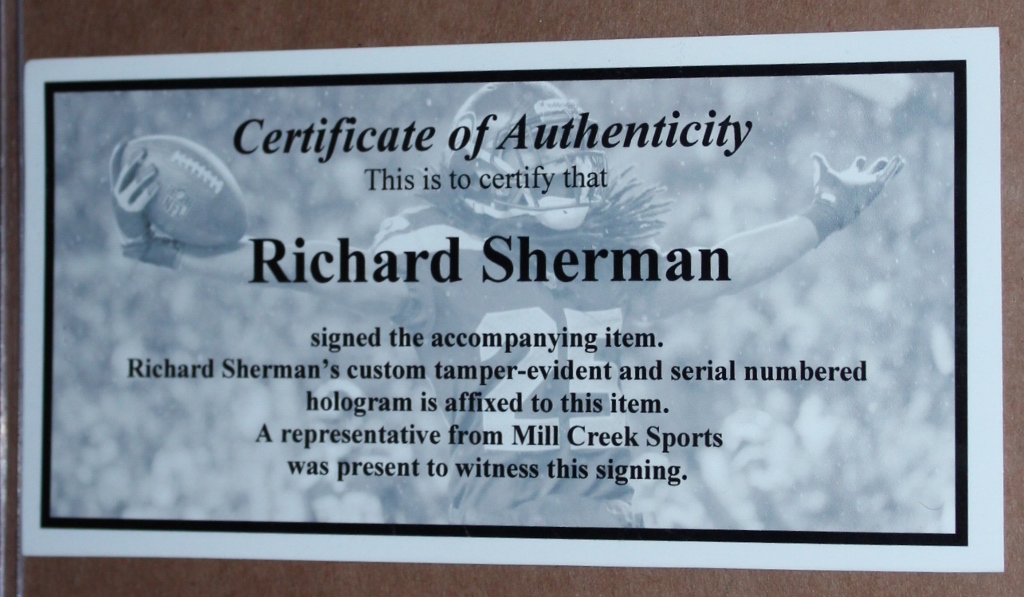 Certificate of Authenticity
This is to certify that
Richard Sherman
signed the accompanying item.
Richard Sherman's custom tamper-evident and serial numbered
hologram is affixed to this item.
A representative from Mill Creek Sports
was present to witness this signing.
25